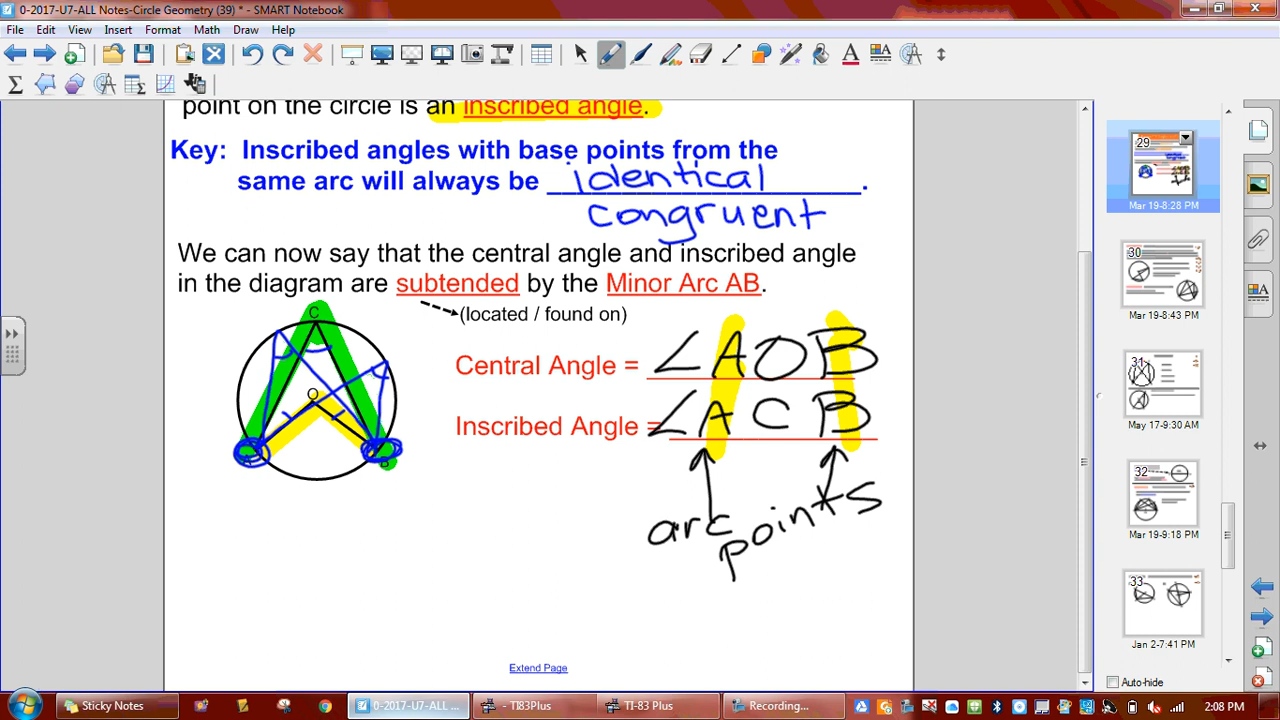 0-2017-U7-ALL Notes-Circle Geometry (39) * - SMART Notebook
File Edit View Insert Format Math Draw Help
point on the circle is an inscribed angle.
Key: Inscribed angles with base points from the
same arc will always be identical.
congruent
We can now say that the central angle and inscribed angle
in the diagram are subtended by the Minor Arc AB.
(located / found on)
C
O
B
Central Angle = ∠AOB
Inscribed Angle = ∠ACB
arc points
Extend Page
29
Mar 19-8:28 PM
30
Mar 19-8:43 PM
31
May 17-9:30 AM
32
Mar 19-9:18 PM
33
Jan 2-7:41 PM
Auto-hide
Sticky Notes
0-2017-U7-ALL ...
- TI83Plus
TI-83 Plus
Recording...
2:08 PM